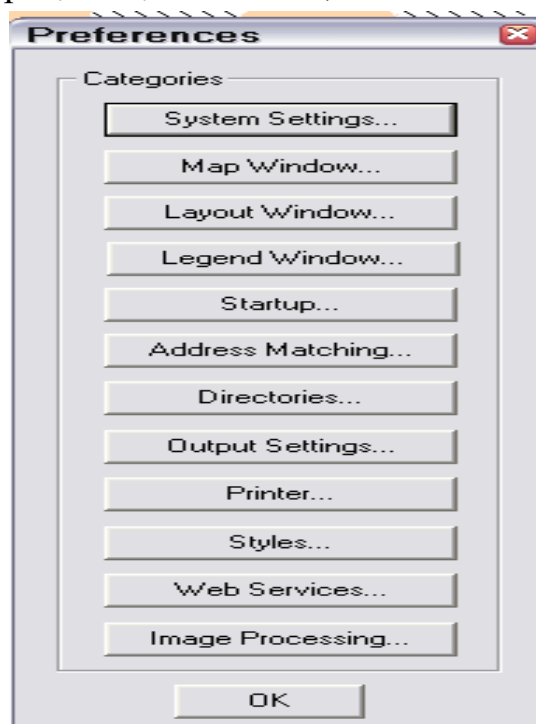 Preferences
Categories
System Settings...
Map Window...
Layout Window...
Legend Window...
Startup...
Address Matching...
Directories...
Output Settings...
Printer...
Styles...
Web Services...
Image Processing...
OK